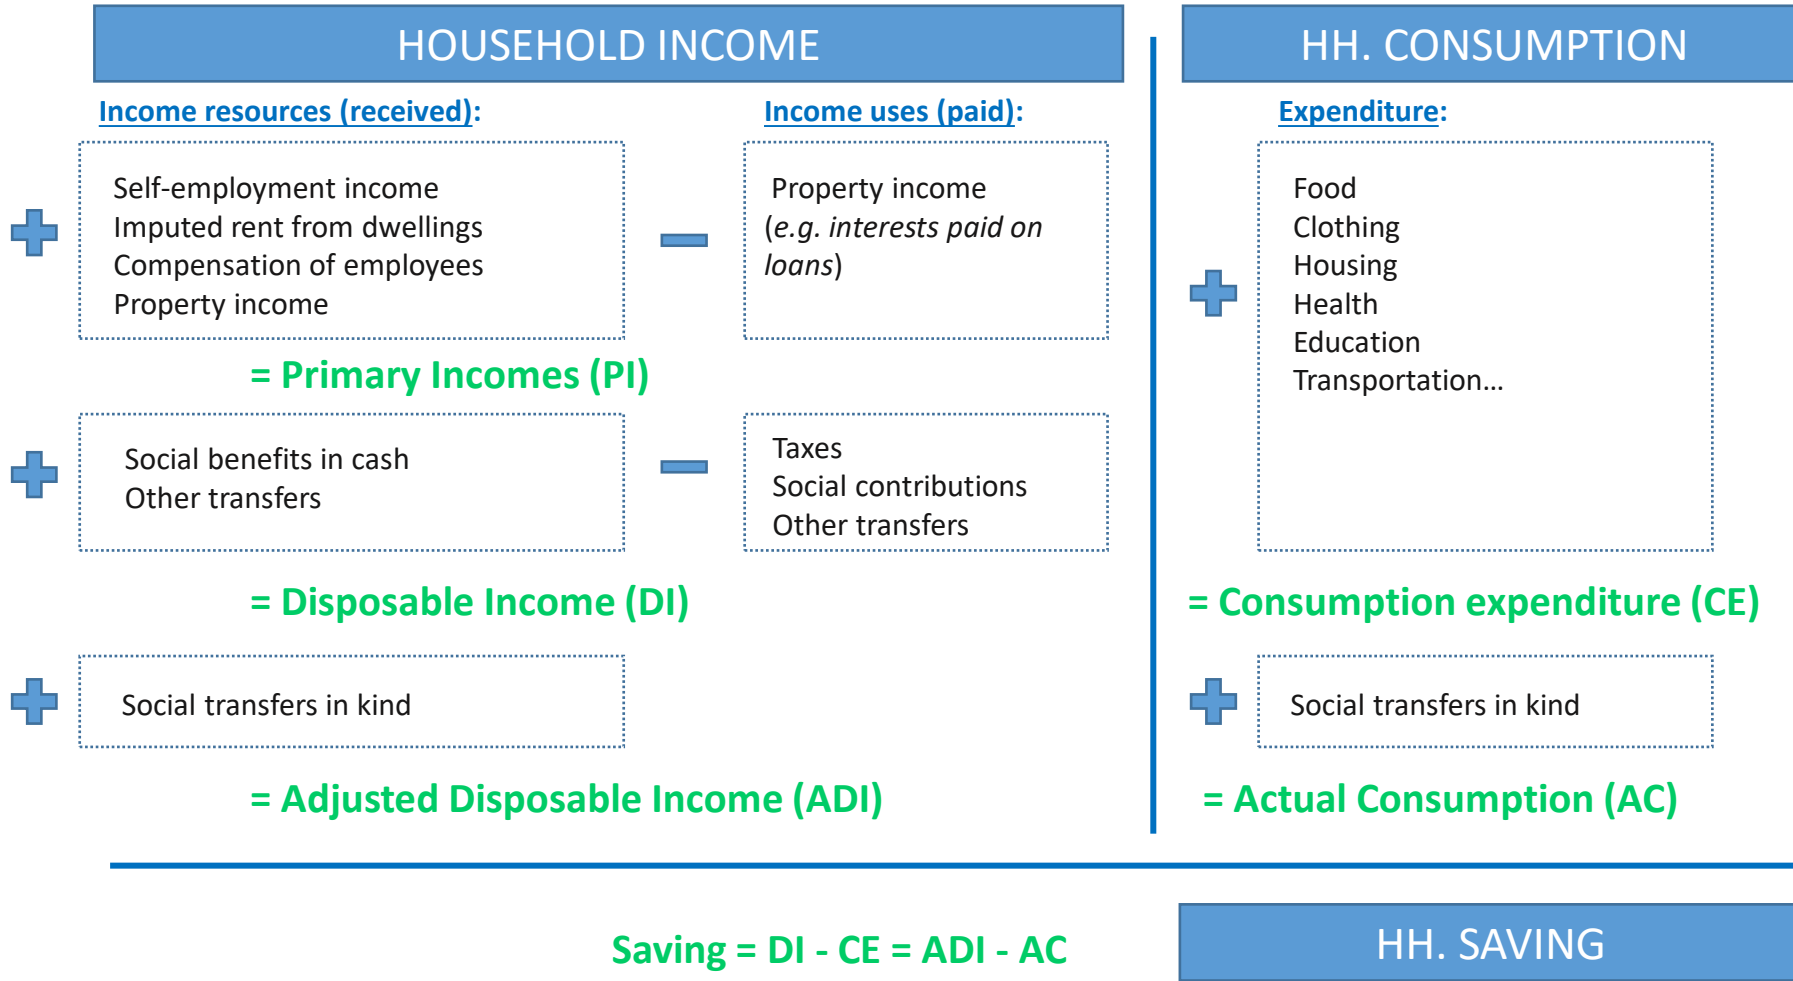 HOUSEHOLD INCOME
HH. CONSUMPTION
Income resources (received):
Income uses (paid):
Expenditure:
Self-employment income
Imputed rent from dwellings
Compensation of employees
Property income
Property income
(e.g. interests paid on
loans)
Food
Clothing
Housing
Health
Education
Transportation...
= Primary Incomes (PI)
Social benefits in cash
Other transfers
Taxes
Social contributions
Other transfers
= Disposable Income (DI)
= Consumption expenditure (CE)
Social transfers in kind
Social transfers in kind
= Adjusted Disposable Income (ADI)
= Actual Consumption (AC)
Saving = DI - CE = ADI - AC
HH. SAVING